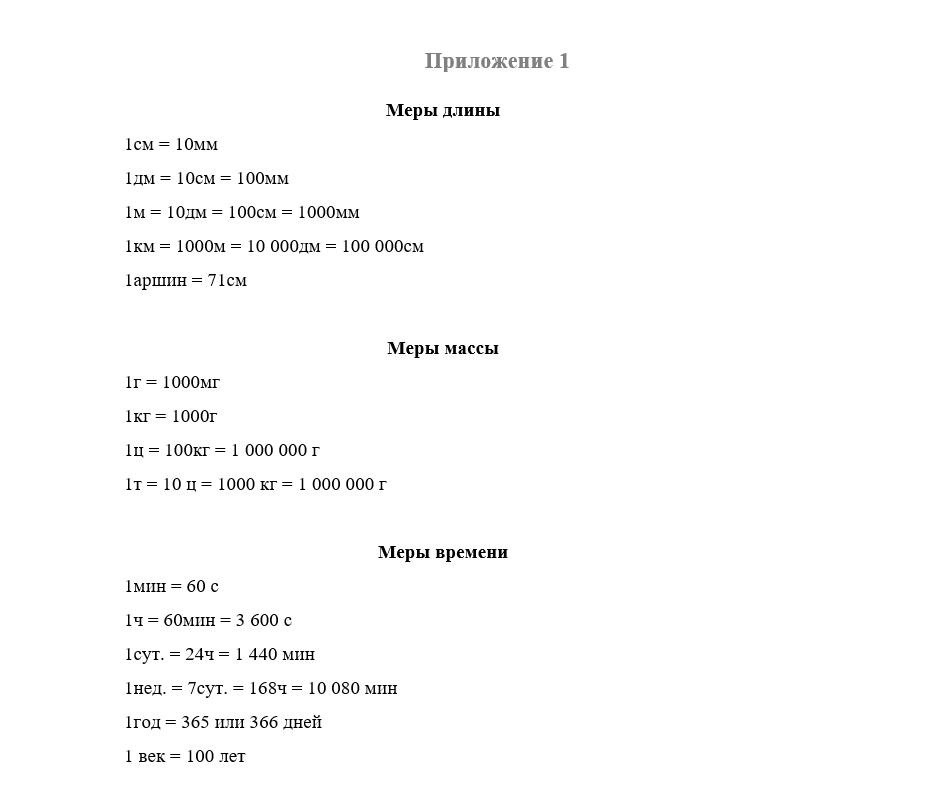 Приложение 1
Меры длины
1см = 10мм
1дм = 10см = 100мм
1м = 10дм = 100см = 1000мм
1км = 1000м = 10 000дм = 100 000см
1аршин = 71см
Меры массы
1г = 1000мг
1кг = 1000г
1ц = 100кг = 1 000 000 г
1т = 10 ц = 1000 кг = 1 000 000 г
Меры времени
1мин = 60 с
1ч = 60мин = 3 600 с
1сут. = 24ч = 1 440 мин
1нед. = 7сут. = 168ч = 10 080 мин
1год = 365 или 366 дней
1 век = 100 лет